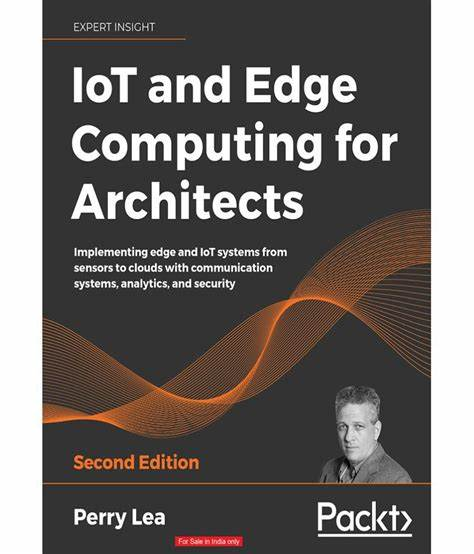 EXPERT INSIGHT
IoT and Edge
Computing for
Architects
Implementing edge and IoT systems from
sensors to clouds with communication
systems, analytics, and security
Second Edition
Perry Lea
For Sale in India only
Packt>